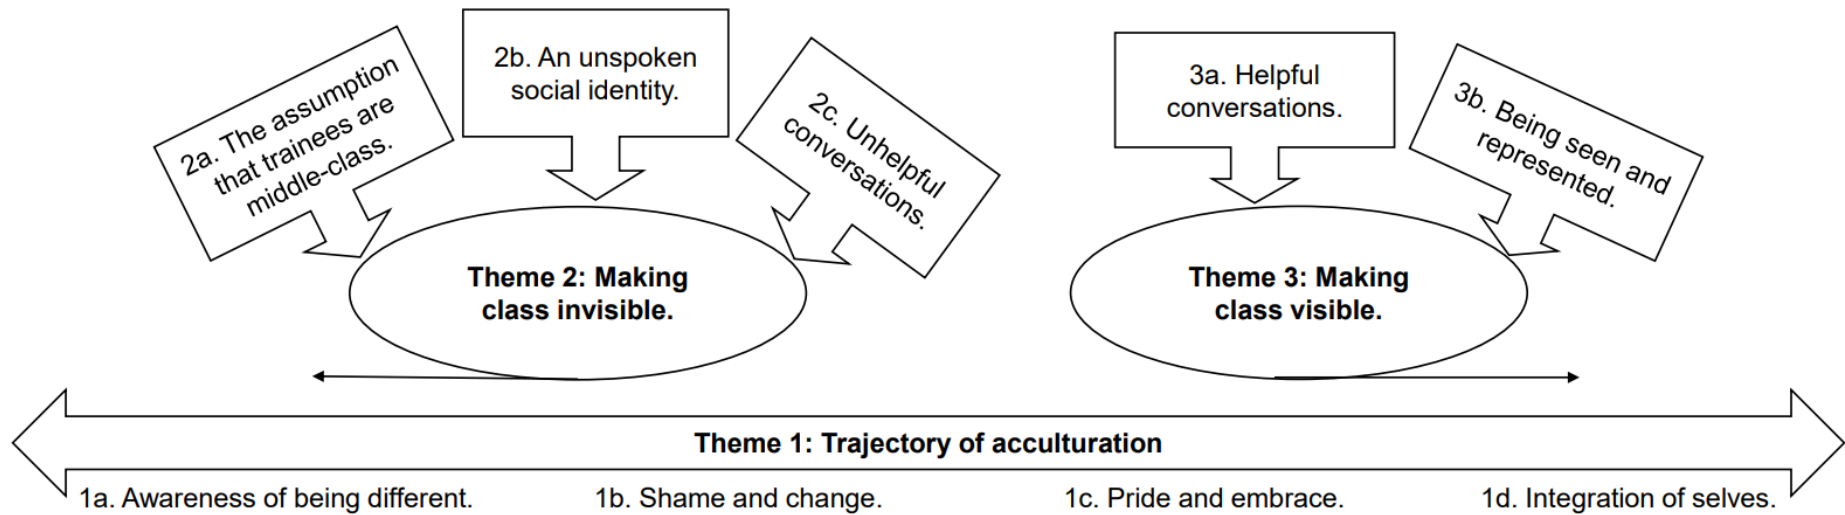 2a. The assumption
that trainees are
middle-class.
2b. An unspoken
social identity.
2c. Unhelpful
conversations.
3a. Helpful
conversations.
3b. Being seen and
represented.
Theme 2: Making
class invisible.
Theme 3: Making
class visible.
Theme 1: Trajectory of acculturation
1a. Awareness of being different.
1b. Shame and change.
1c. Pride and embrace.
1d. Integration of selves.